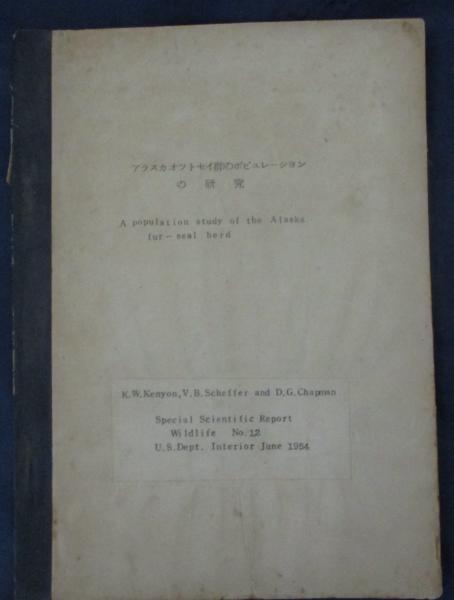 アラスカオツトセイ群のポピュレーシヨン
の研究
A population study of the Alaska
fur-seal herd
K.W.Kenyon,V.B.Scheffer and D.G.Chapman
Special Scientific Report
Wildlife No.12
U.S.Dept. Interior June 1954